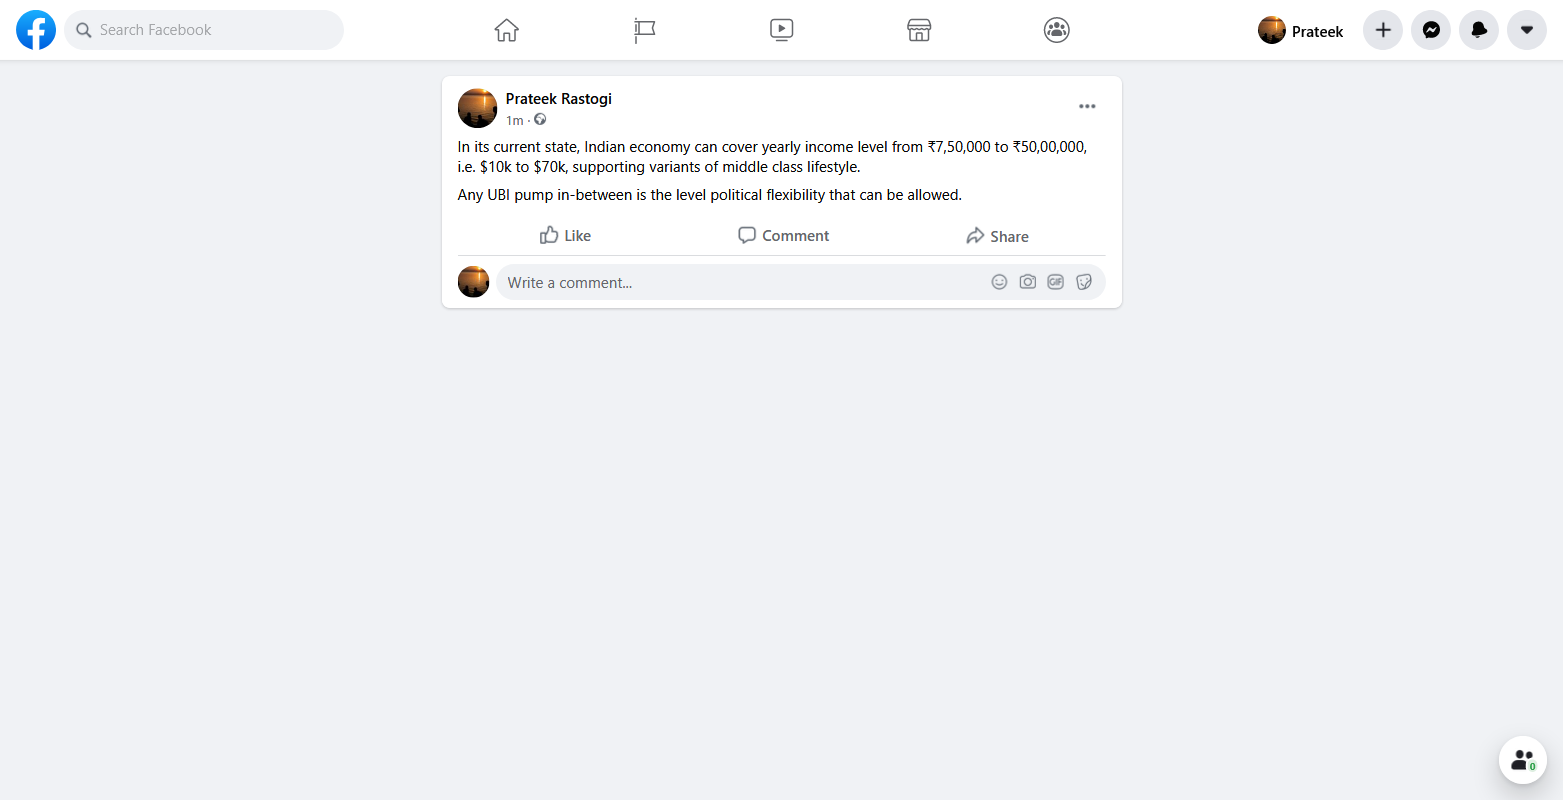 Search Facebook
Prateek
Prateek Rastogi
1m ·
In its current state, Indian economy can cover yearly income level from ₹7,50,000 to ₹50,00,000,
i.e. $10k to $70k, supporting variants of middle class lifestyle.
Any UBI pump in-between is the level political flexibility that can be allowed.
Like Comment Share
Write a comment...
GIF
0